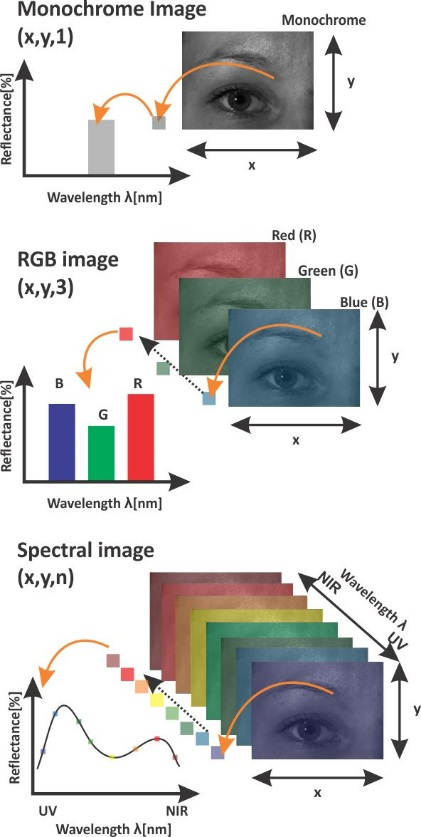 Monochrome Image
(x,y,1)
Monochrome
y
x
Reflectance[%]
Wavelength λ[nm]
RGB image
(x,y,3)
Red (R)
Green (G)
Blue (B)
y
x
B
G
R
Reflectance[%]
Wavelength λ[nm]
Spectral image
(x,y,n)
NIR
Wavelength λ
UV
y
x
Reflectance[%]
UV
NIR
Wavelength λ[nm]